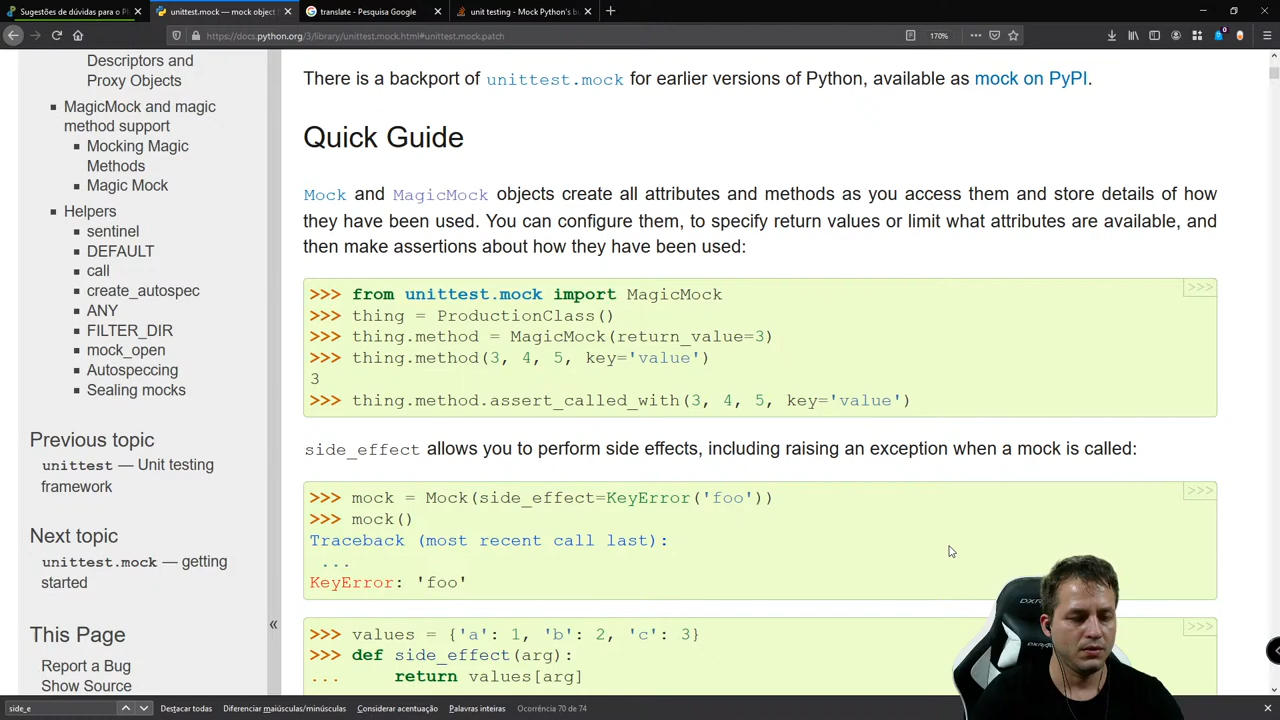 Sugestões de dúvidas para o Pl
unittest.mock — mock object l
translate - Pesquisa Google
unit testing - Mock Python's bu
https://docs.python.org/3/library/unittest.mock.html#unittest.mock.patch
170%
Descriptors and
Proxy Objects
MagicMock and magic
method support
Mocking Magic
Methods
Magic Mock
Helpers
sentinel
DEFAULT
call
create_autospec
ANY
FILTER_DIR
mock_open
Autospeccing
Sealing mocks
Previous topic
unittest — Unit testing
framework
Next topic
unittest.mock — getting
started
This Page
Report a Bug
Show Source
«
There is a backport of unittest.mock for earlier versions of Python, available as mock on PyPI.
Quick Guide
Mock and MagicMock objects create all attributes and methods as you access them and store details of how
they have been used. You can configure them, to specify return values or limit what attributes are available, and
then make assertions about how they have been used:
>>>
>>> from unittest.mock import MagicMock
>>> thing = ProductionClass()
>>> thing.method = MagicMock(return_value=3)
>>> thing.method(3, 4, 5, key='value')
3
>>> thing.method.assert_called_with(3, 4, 5, key='value')
side_effect allows you to perform side effects, including raising an exception when a mock is called:
>>>
>>> mock = Mock(side_effect=KeyError('foo'))
>>> mock()
Traceback (most recent call last):
...
KeyError: 'foo'
>>>
>>> values = {'a': 1, 'b': 2, 'c': 3}
>>> def side_effect(arg):
... return values[arg]
side_e
Destacar todas
Diferenciar maiúsculas/minúsculas
Considerar acentuação
Palavras inteiras
Ocorrência 70 de 74